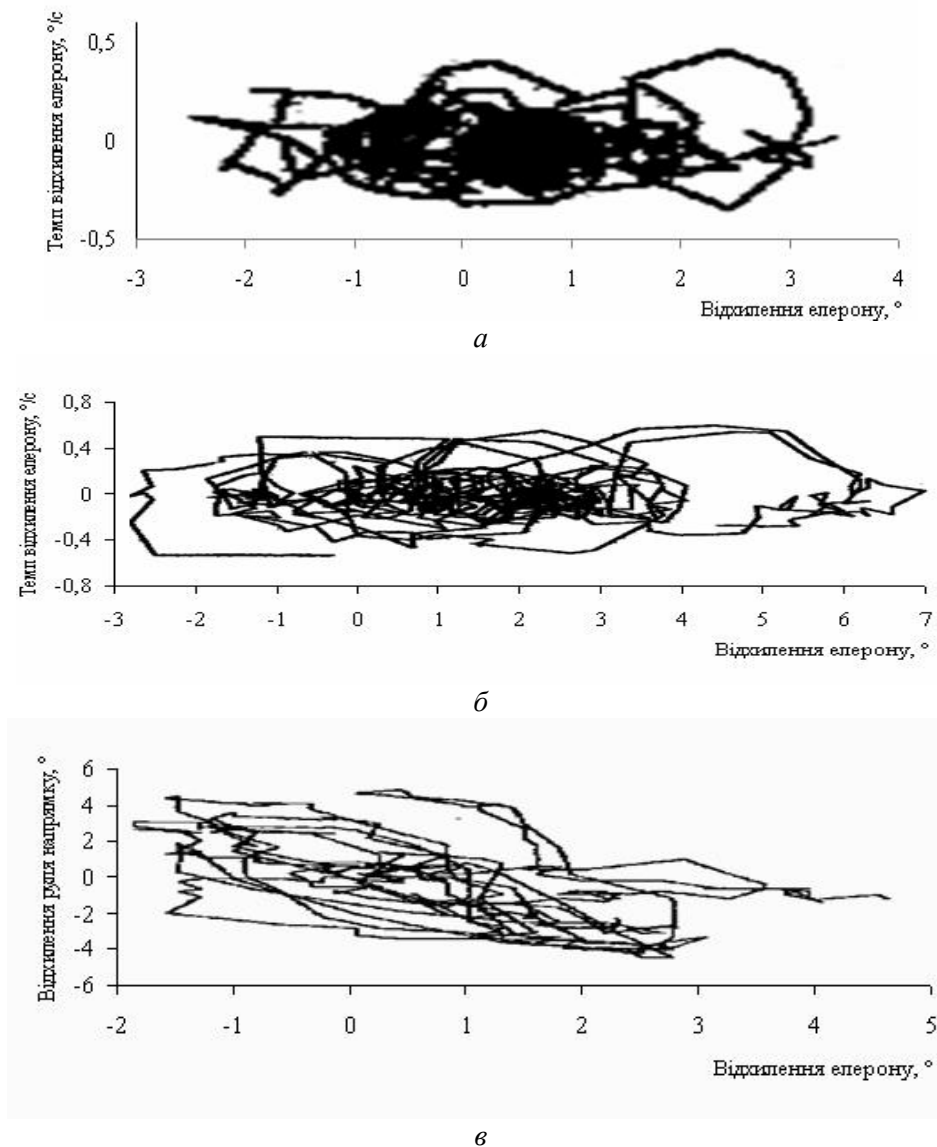 Темп відхилення елерону, °/с
0,5
0
-0,5
-3 -2 -1 0 1 2 3 4
Відхилення елерону, °
а
Темп відхилення елерону, °/с
0,8
0,4
0
-0,4
-0,8
-3 -2 -1 0 1 2 3 4 5 6 7
Відхилення елерону, °
б
Відхилення руля напрямку, °
6
4
2
0
-2
-4
-6
-2 -1 0 1 2 3 4 5
Відхилення елерону, °
в